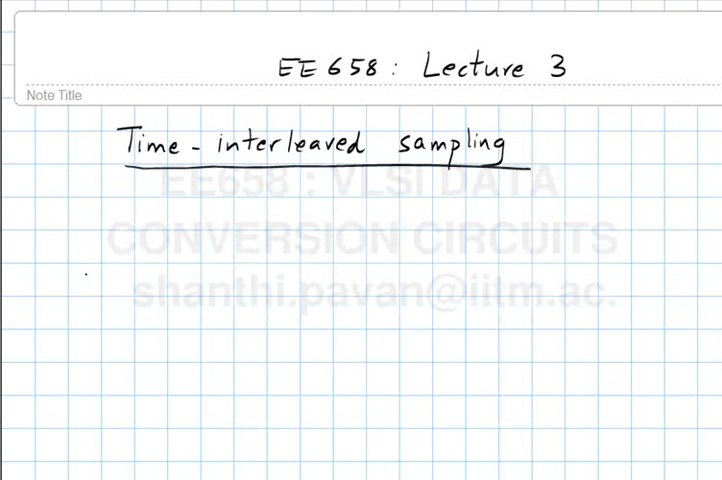 EE 658 : Lecture 3
Note Title
Time - interleaved sampling
EE658 : VLSI DATA
CONVERSION CIRCUITS
shanthi.pavan@iitm.ac.